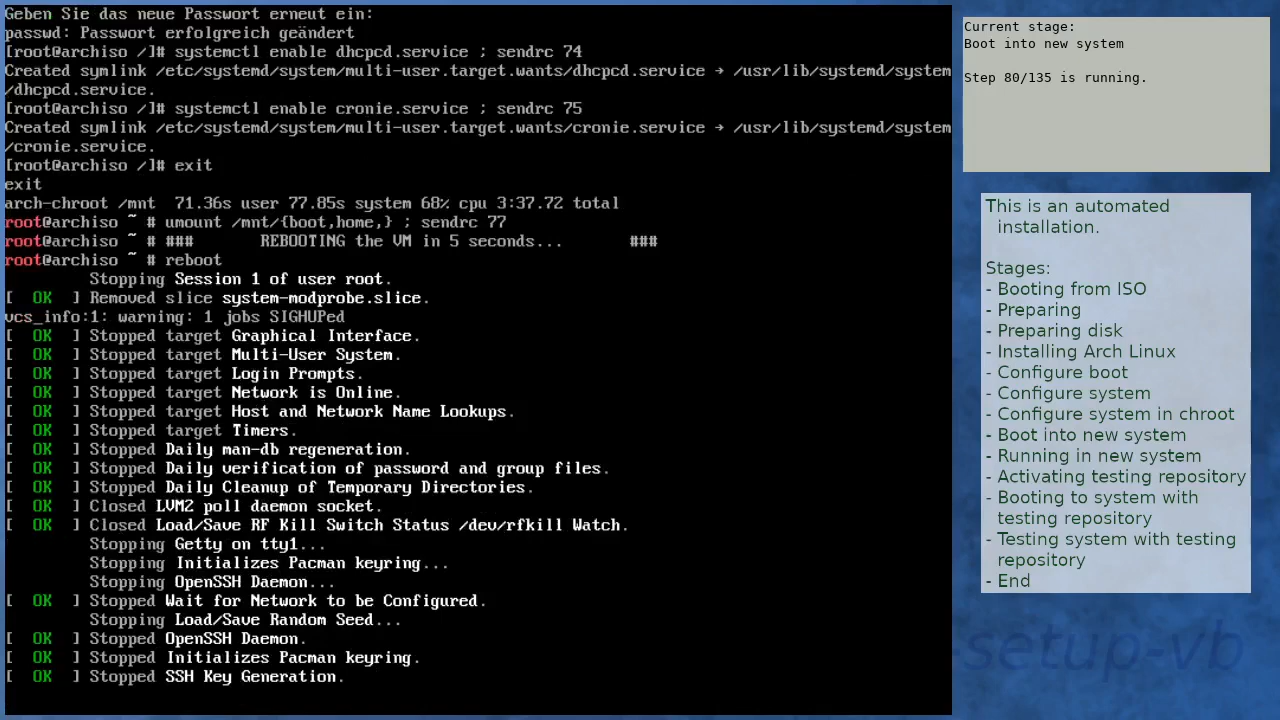 Geben Sie das neue Passwort erneut ein:
passwd: Passwort erfolgreich geändert
[root@archiso /]# systemctl enable dhcpcd.service ; sendrc 74
Created symlink /etc/systemd/system/multi-user.target.wants/dhcpcd.service → /usr/lib/systemd/system
/dhcpcd.service.
[root@archiso /]# systemctl enable cronie.service ; sendrc 75
Created symlink /etc/systemd/system/multi-user.target.wants/cronie.service → /usr/lib/systemd/system
/cronie.service.
[root@archiso /]# exit
exit
arch-chroot /mnt  71.36s user 77.85s system 68% cpu 3:37.72 total
root@archiso ~ # umount /mnt/{boot,home,} ; sendrc 77
root@archiso ~ # ###       REBOOTING the VM in 5 seconds...       ###
root@archiso ~ # reboot
         Stopping Session 1 of user root.
[  OK  ] Removed slice system-modprobe.slice.
vcs_info:1: warning: 1 jobs SIGHUPed
[  OK  ] Stopped target Graphical Interface.
[  OK  ] Stopped target Multi-User System.
[  OK  ] Stopped target Login Prompts.
[  OK  ] Stopped target Network is Online.
[  OK  ] Stopped target Host and Network Name Lookups.
[  OK  ] Stopped target Timers.
[  OK  ] Stopped Daily man-db regeneration.
[  OK  ] Stopped Daily verification of password and group files.
[  OK  ] Stopped Daily Cleanup of Temporary Directories.
[  OK  ] Closed LVM2 poll daemon socket.
[  OK  ] Closed Load/Save RF Kill Switch Status /dev/rfkill Watch.
         Stopping Getty on tty1...
         Stopping Initializes Pacman keyring...
         Stopping OpenSSH Daemon...
[  OK  ] Stopped Wait for Network to be Configured.
         Stopping Load/Save Random Seed...
[  OK  ] Stopped OpenSSH Daemon.
[  OK  ] Stopped Initializes Pacman keyring.
[  OK  ] Stopped SSH Key Generation.
Current stage:
Boot into new system
Step 80/135 is running.
This is an automated
installation.
Stages:
- Booting from ISO
- Preparing
- Preparing disk
- Installing Arch Linux
- Configure boot
- Configure system
- Configure system in chroot
- Boot into new system
- Running in new system
- Activating testing repository
- Booting to system with
testing repository
- Testing system with testing
repository
- End
-setup-vb